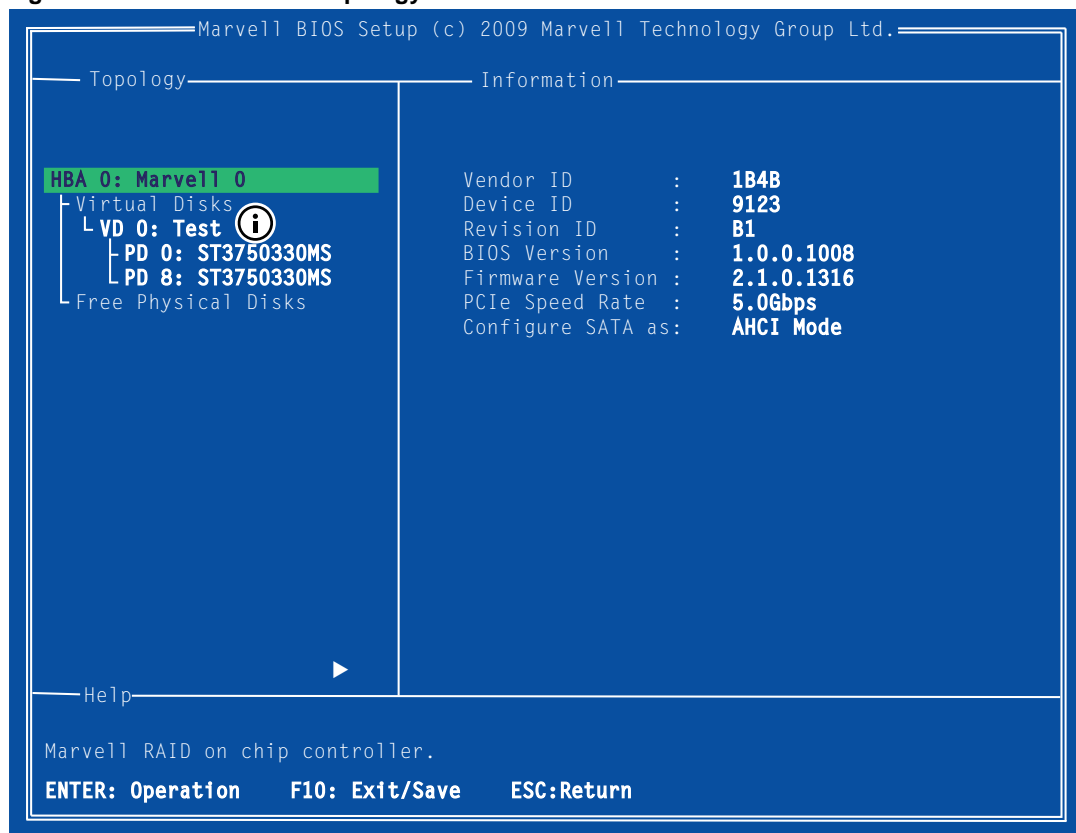 Marvell BIOS Setup (c) 2009 Marvell Technology Group Ltd.
Topology
Information
HBA 0: Marvell 0
Virtual Disks
VD 0: Test i
PD 0: ST3750330MS
PD 8: ST3750330MS
Free Physical Disks
Vendor ID : 1B4B
Device ID : 9123
Revision ID : B1
BIOS Version : 1.0.0.1008
Firmware Version : 2.1.0.1316
PCIe Speed Rate : 5.0Gbps
Configure SATA as: AHCI Mode
Help
Marvell RAID on chip controller.
ENTER: Operation F10: Exit/Save ESC:Return